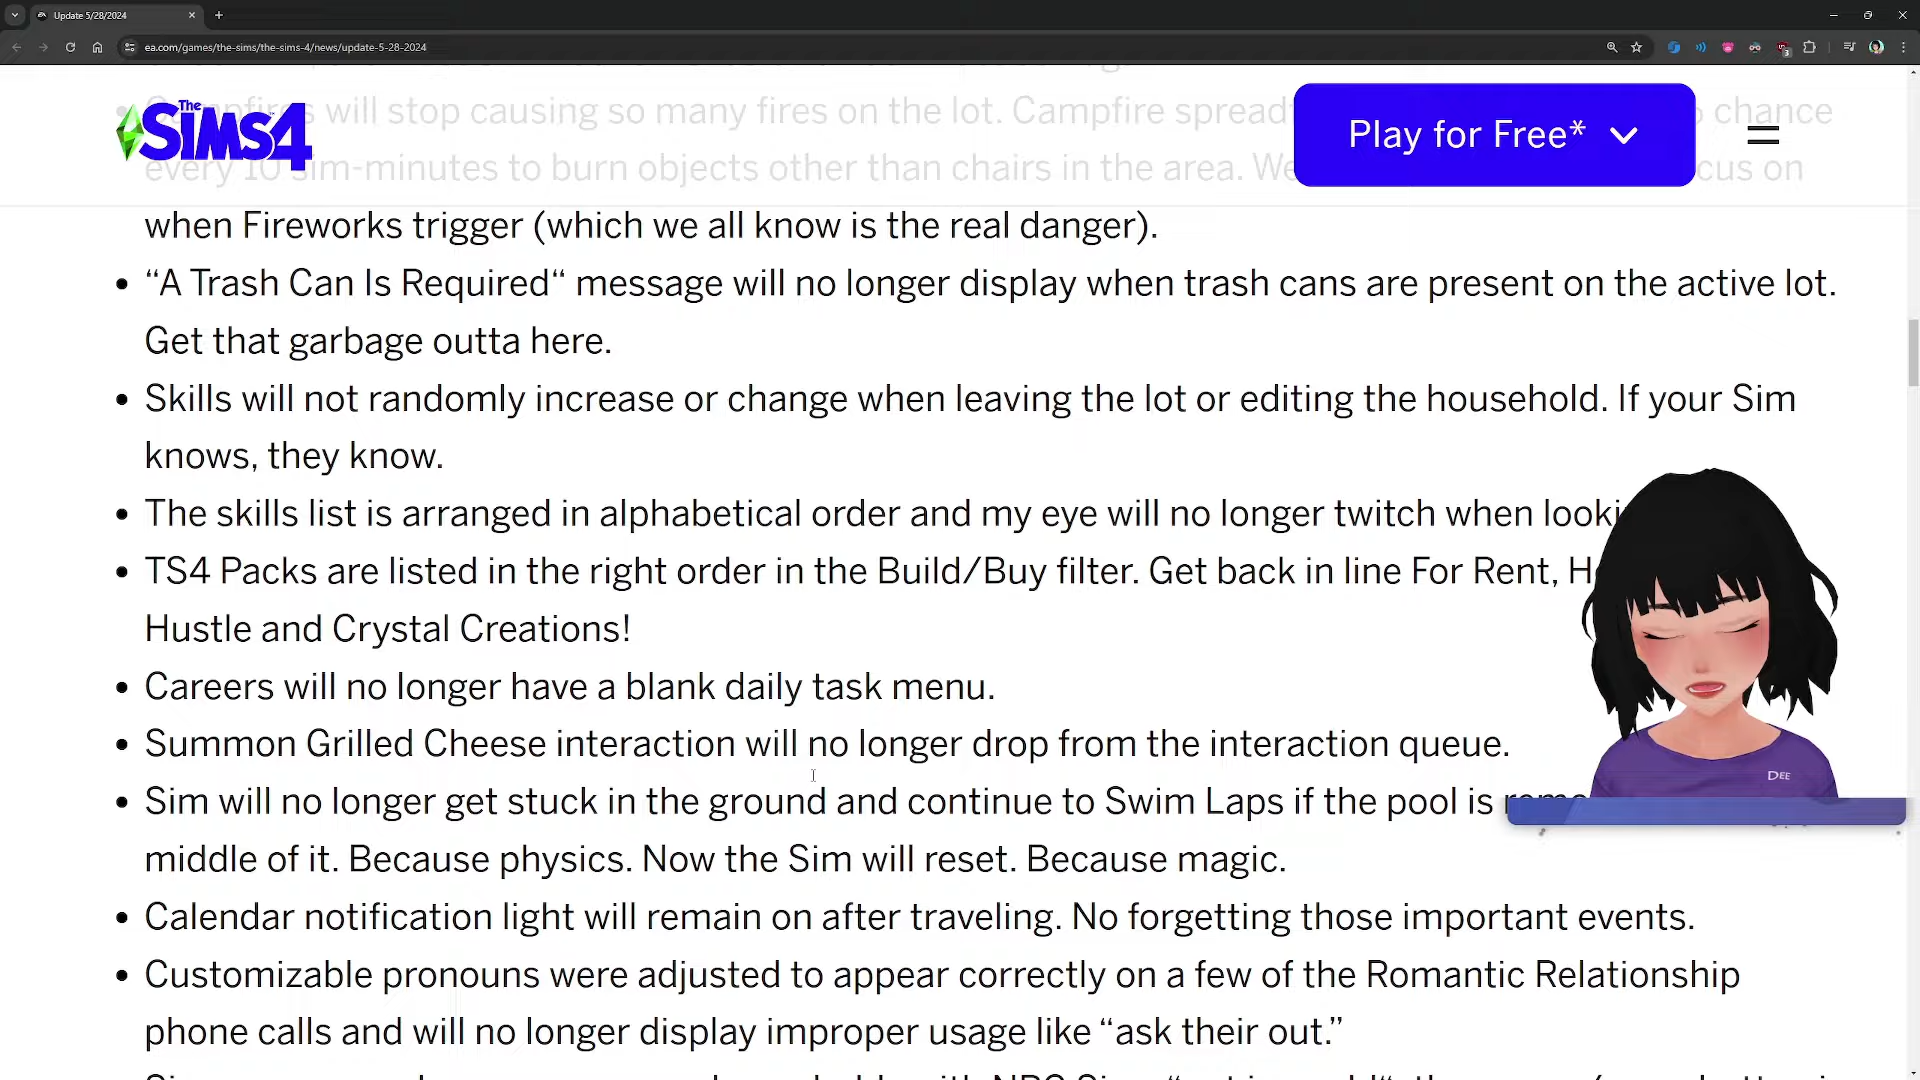 Update 5/28/2024
ea.com/games/the-sims/the-sims-4/news/update-5-28-2024
will stop causing so many fires on the lot. Campfire spread chance
The SIMS 4
Play for Free*
every 10 sim-minutes to burn objects other than chairs in the area. We cus on
when Fireworks trigger (which we all know is the real danger).
• “A Trash Can Is Required“ message will no longer display when trash cans are present on the active lot.
Get that garbage outta here.
• Skills will not randomly increase or change when leaving the lot or editing the household. If your Sim
knows, they know.
• The skills list is arranged in alphabetical order and my eye will no longer twitch when looki
• TS4 Packs are listed in the right order in the Build/Buy filter. Get back in line For Rent, H
Hustle and Crystal Creations!
• Careers will no longer have a blank daily task menu.
• Summon Grilled Cheese interaction will no longer drop from the interaction queue.
DEE
• Sim will no longer get stuck in the ground and continue to Swim Laps if the pool is
middle of it. Because physics. Now the Sim will reset. Because magic.
• Calendar notification light will remain on after traveling. No forgetting those important events.
• Customizable pronouns were adjusted to appear correctly on a few of the Romantic Relationship
phone calls and will no longer display improper usage like “ask their out.”